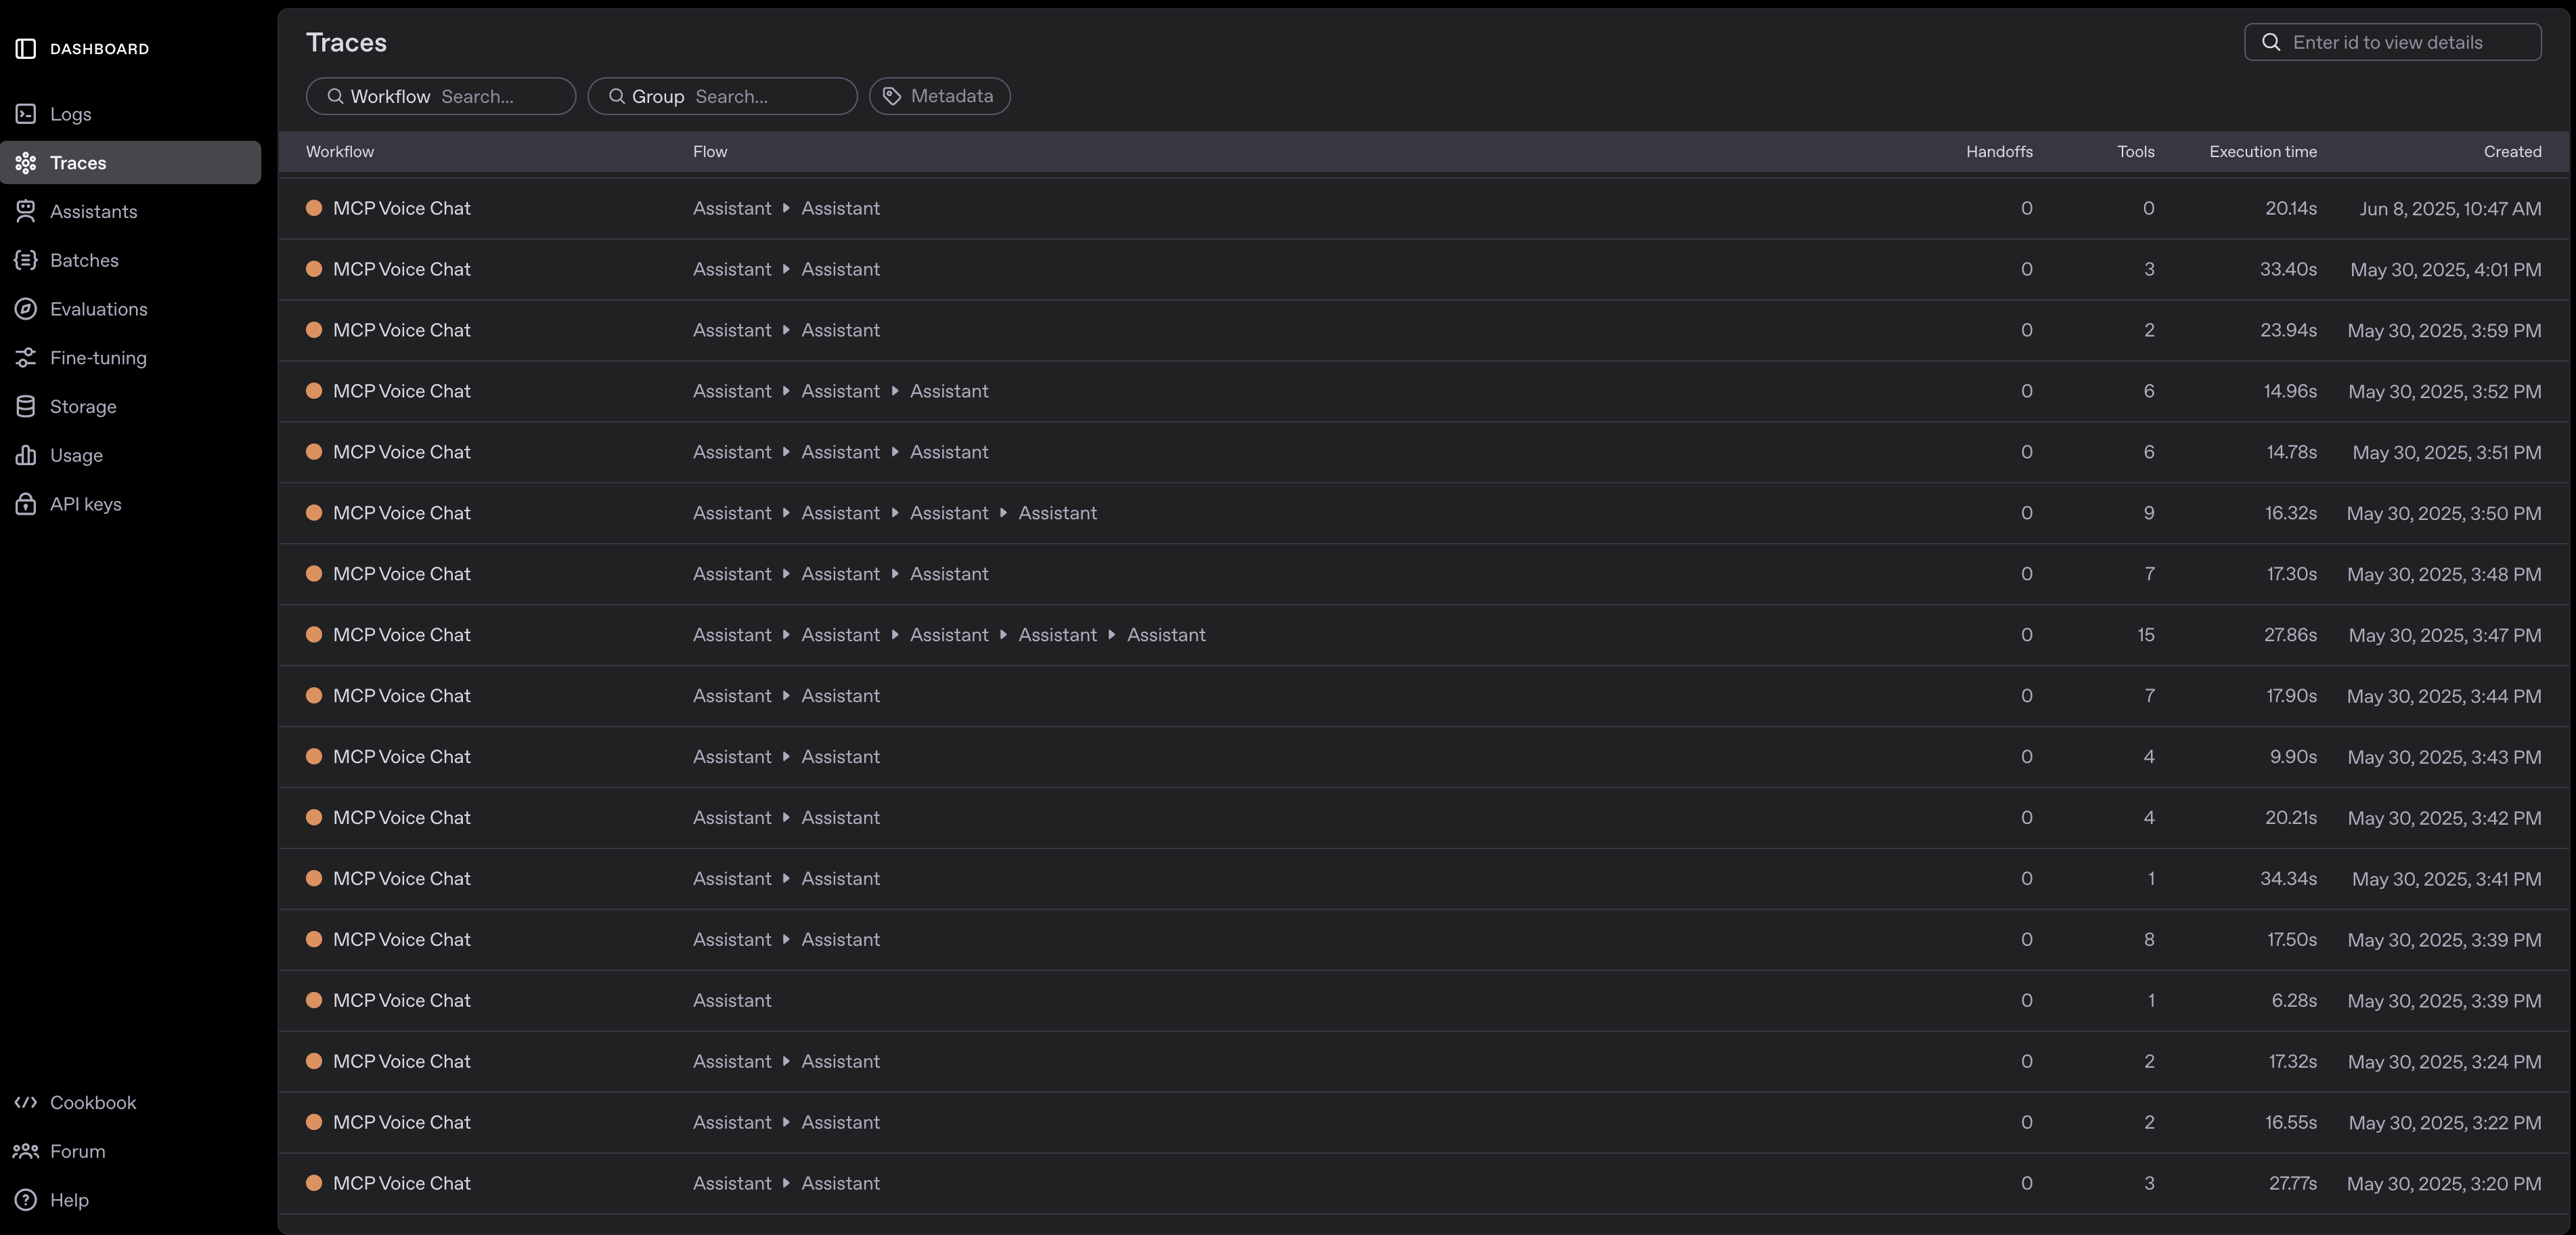 DASHBOARD
Logs
Traces
Assistants
Batches
Evaluations
Fine-tuning
Storage
Usage
API keys
Cookbook
Forum
Help
Traces
Enter id to view details
Workflow Search... Group Search... Metadata
Workflow Flow Handoffs Tools Execution time Created
MCP Voice Chat Assistant Assistant 0 0 20.14s Jun 8, 2025, 10:47 AM
MCP Voice Chat Assistant Assistant 0 3 33.40s May 30, 2025, 4:01 PM
MCP Voice Chat Assistant Assistant 0 2 23.94s May 30, 2025, 3:59 PM
MCP Voice Chat Assistant Assistant Assistant 0 6 14.96s May 30, 2025, 3:52 PM
MCP Voice Chat Assistant Assistant Assistant 0 6 14.78s May 30, 2025, 3:51 PM
MCP Voice Chat Assistant Assistant Assistant Assistant 0 9 16.32s May 30, 2025, 3:50 PM
MCP Voice Chat Assistant Assistant Assistant 0 7 17.30s May 30, 2025, 3:48 PM
MCP Voice Chat Assistant Assistant Assistant Assistant Assistant 0 15 27.86s May 30, 2025, 3:47 PM
MCP Voice Chat Assistant Assistant 0 7 17.90s May 30, 2025, 3:44 PM
MCP Voice Chat Assistant Assistant 0 4 9.90s May 30, 2025, 3:43 PM
MCP Voice Chat Assistant Assistant 0 4 20.21s May 30, 2025, 3:42 PM
MCP Voice Chat Assistant Assistant 0 1 34.34s May 30, 2025, 3:41 PM
MCP Voice Chat Assistant Assistant 0 8 17.50s May 30, 2025, 3:39 PM
MCP Voice Chat Assistant 0 1 6.28s May 30, 2025, 3:39 PM
MCP Voice Chat Assistant Assistant 0 2 17.32s May 30, 2025, 3:24 PM
MCP Voice Chat Assistant Assistant 0 2 16.55s May 30, 2025, 3:22 PM
MCP Voice Chat Assistant Assistant 0 3 27.77s May 30, 2025, 3:20 PM